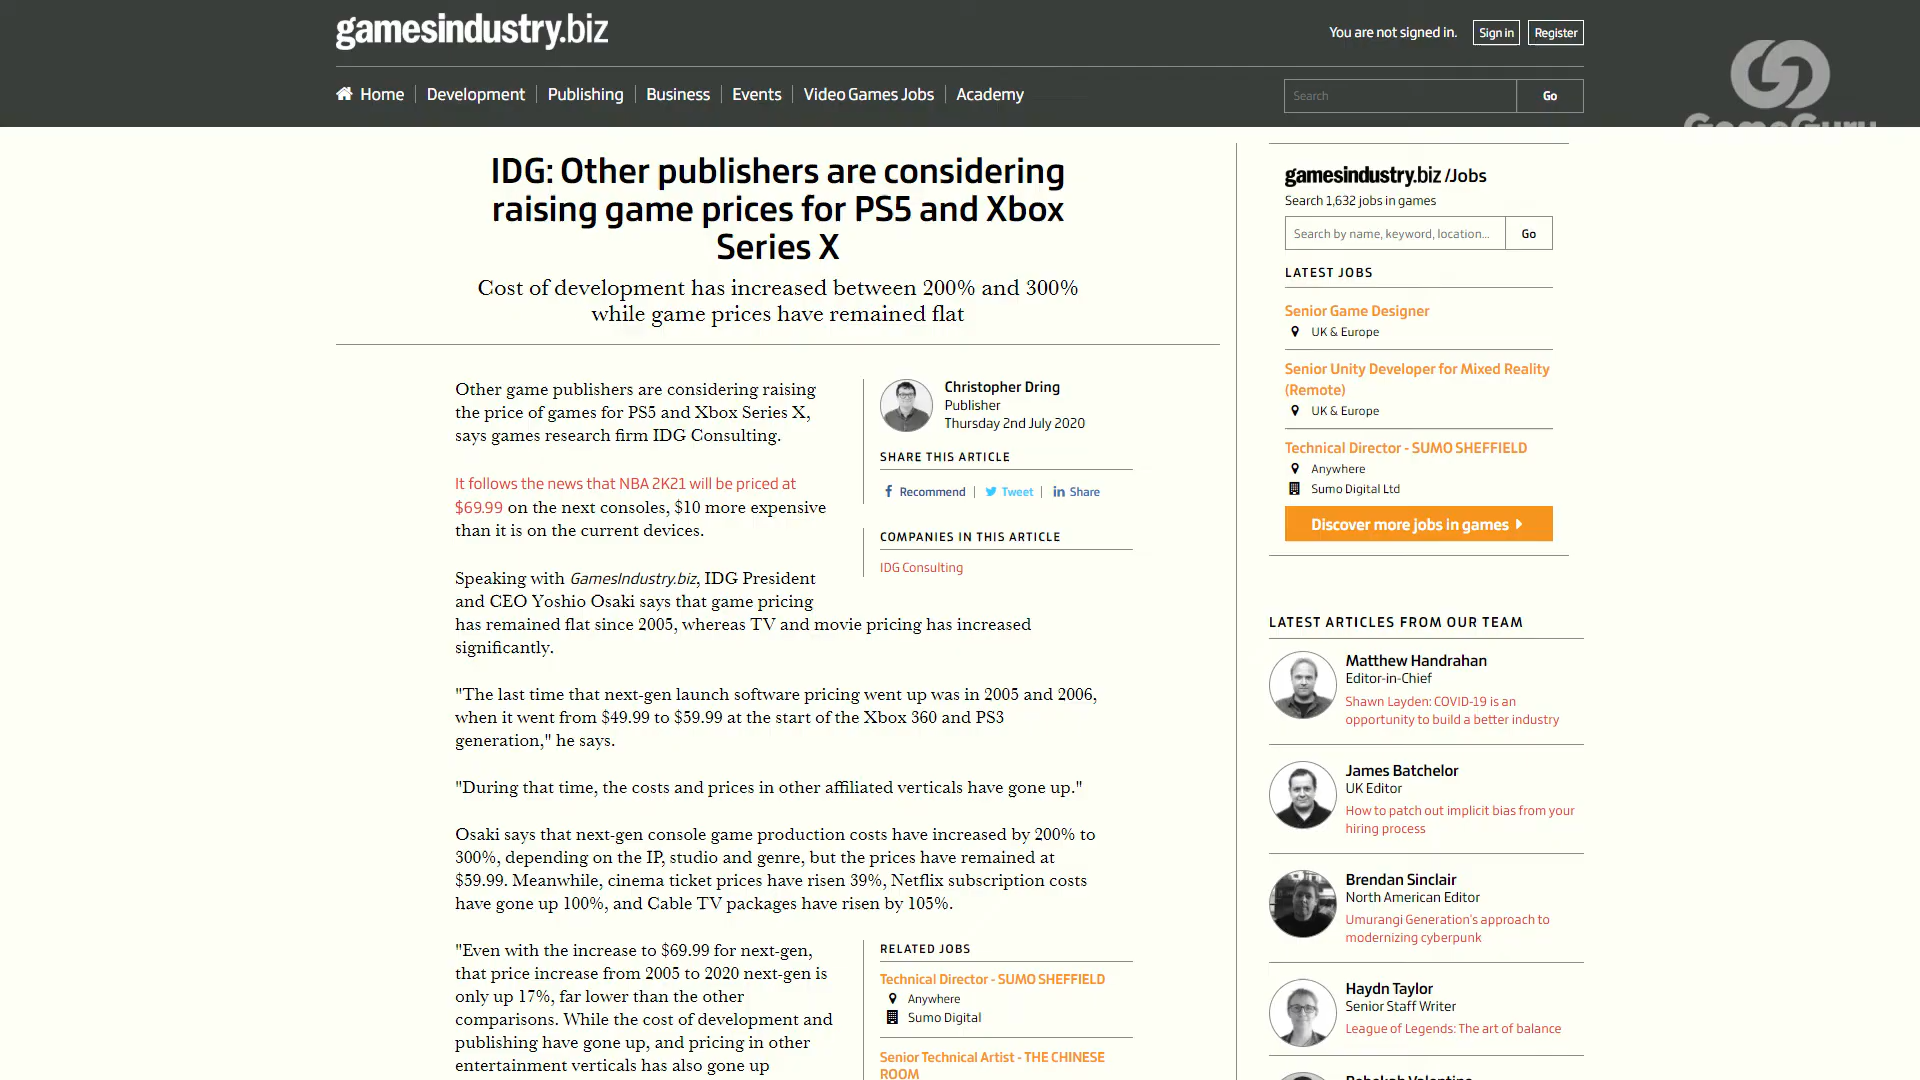 gamesindustry.biz
You are not signed in. Sign in Register
Home Development Publishing Business Events Video Games Jobs Academy
Search Go
GameGuru
IDG: Other publishers are considering
raising game prices for PS5 and Xbox
Series X
Cost of development has increased between 200% and 300%
while game prices have remained flat
Other game publishers are considering raising
the price of games for PS5 and Xbox Series X,
says games research firm IDG Consulting.
It follows the news that NBA 2K21 will be priced at
$69.99 on the next consoles, $10 more expensive
than it is on the current devices.
Speaking with GamesIndustry.biz, IDG President
and CEO Yoshio Osaki says that game pricing
has remained flat since 2005, whereas TV and movie pricing has increased
significantly.
"The last time that next-gen launch software pricing went up was in 2005 and 2006,
when it went from $49.99 to $59.99 at the start of the Xbox 360 and PS3
generation," he says.
"During that time, the costs and prices in other affiliated verticals have gone up."
Osaki says that next-gen console game production costs have increased by 200% to
300%, depending on the IP, studio and genre, but the prices have remained at
$59.99. Meanwhile, cinema ticket prices have risen 39%, Netflix subscription costs
have gone up 100%, and Cable TV packages have risen by 105%.
"Even with the increase to $69.99 for next-gen,
that price increase from 2005 to 2020 next-gen is
only up 17%, far lower than the other
comparisons. While the cost of development and
publishing have gone up, and pricing in other
entertainment verticals has also gone up
Christopher Dring
Publisher
Thursday 2nd July 2020
SHARE THIS ARTICLE
Recommend Tweet Share
COMPANIES IN THIS ARTICLE
IDG Consulting
RELATED JOBS
Technical Director - SUMO SHEFFIELD
Anywhere
Sumo Digital
Senior Technical Artist - THE CHINESE
ROOM
gamesindustry.biz /Jobs
Search 1,632 jobs in games
Search by name, keyword, location... Go
LATEST JOBS
Senior Game Designer
UK & Europe
Senior Unity Developer for Mixed Reality
(Remote)
UK & Europe
Technical Director - SUMO SHEFFIELD
Anywhere
Sumo Digital Ltd
Discover more jobs in games
LATEST ARTICLES FROM OUR TEAM
Matthew Handrahan
Editor-in-Chief
Shawn Layden: COVID-19 is an
opportunity to build a better industry
James Batchelor
UK Editor
How to patch out implicit bias from your
hiring process
Brendan Sinclair
North American Editor
Umurangi Generation's approach to
modernizing cyberpunk
Haydn Taylor
Senior Staff Writer
League of Legends: The art of balance
Rebekah Valentine